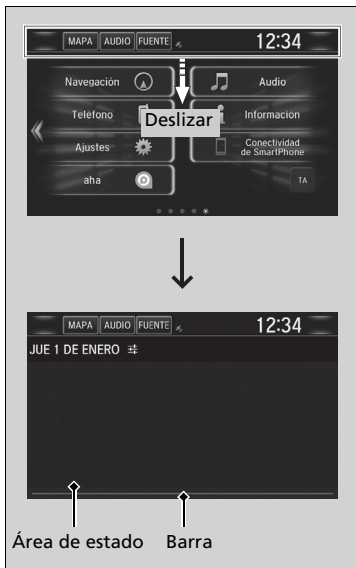 MAPA AUDIO FUENTE 12:34
Navegación Audio
Teléfono Informacion
Deslizar
Ajustes Conectividad
de SmartPhone
aha TA
MAPA AUDIO FUENTE 12:34
JUE 1 DE ENERO
Área de estado Barra